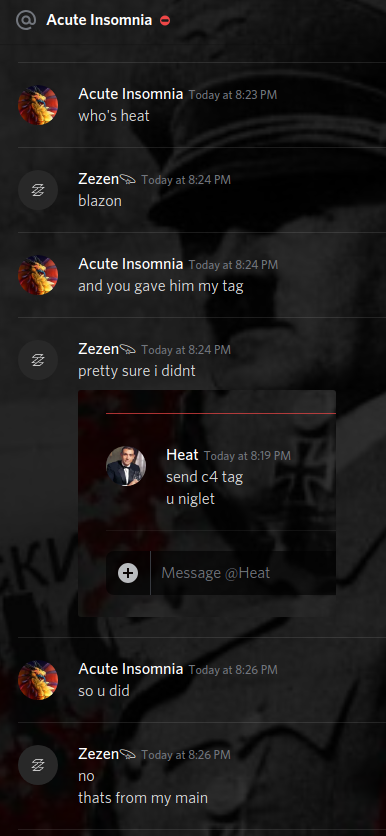 Acute Insomnia
Acute Insomnia Today at 8:23 PM
who's heat
Zezen Today at 8:24 PM
blazon
Acute Insomnia Today at 8:24 PM
and you gave him my tag
Zezen Today at 8:24 PM
pretty sure i didnt
Heat Today at 8:19 PM
send c4 tag
u niglet
Message @Heat
ски
Acute Insomnia Today at 8:26 PM
so u did
Zezen Today at 8:26 PM
no
thats from my main